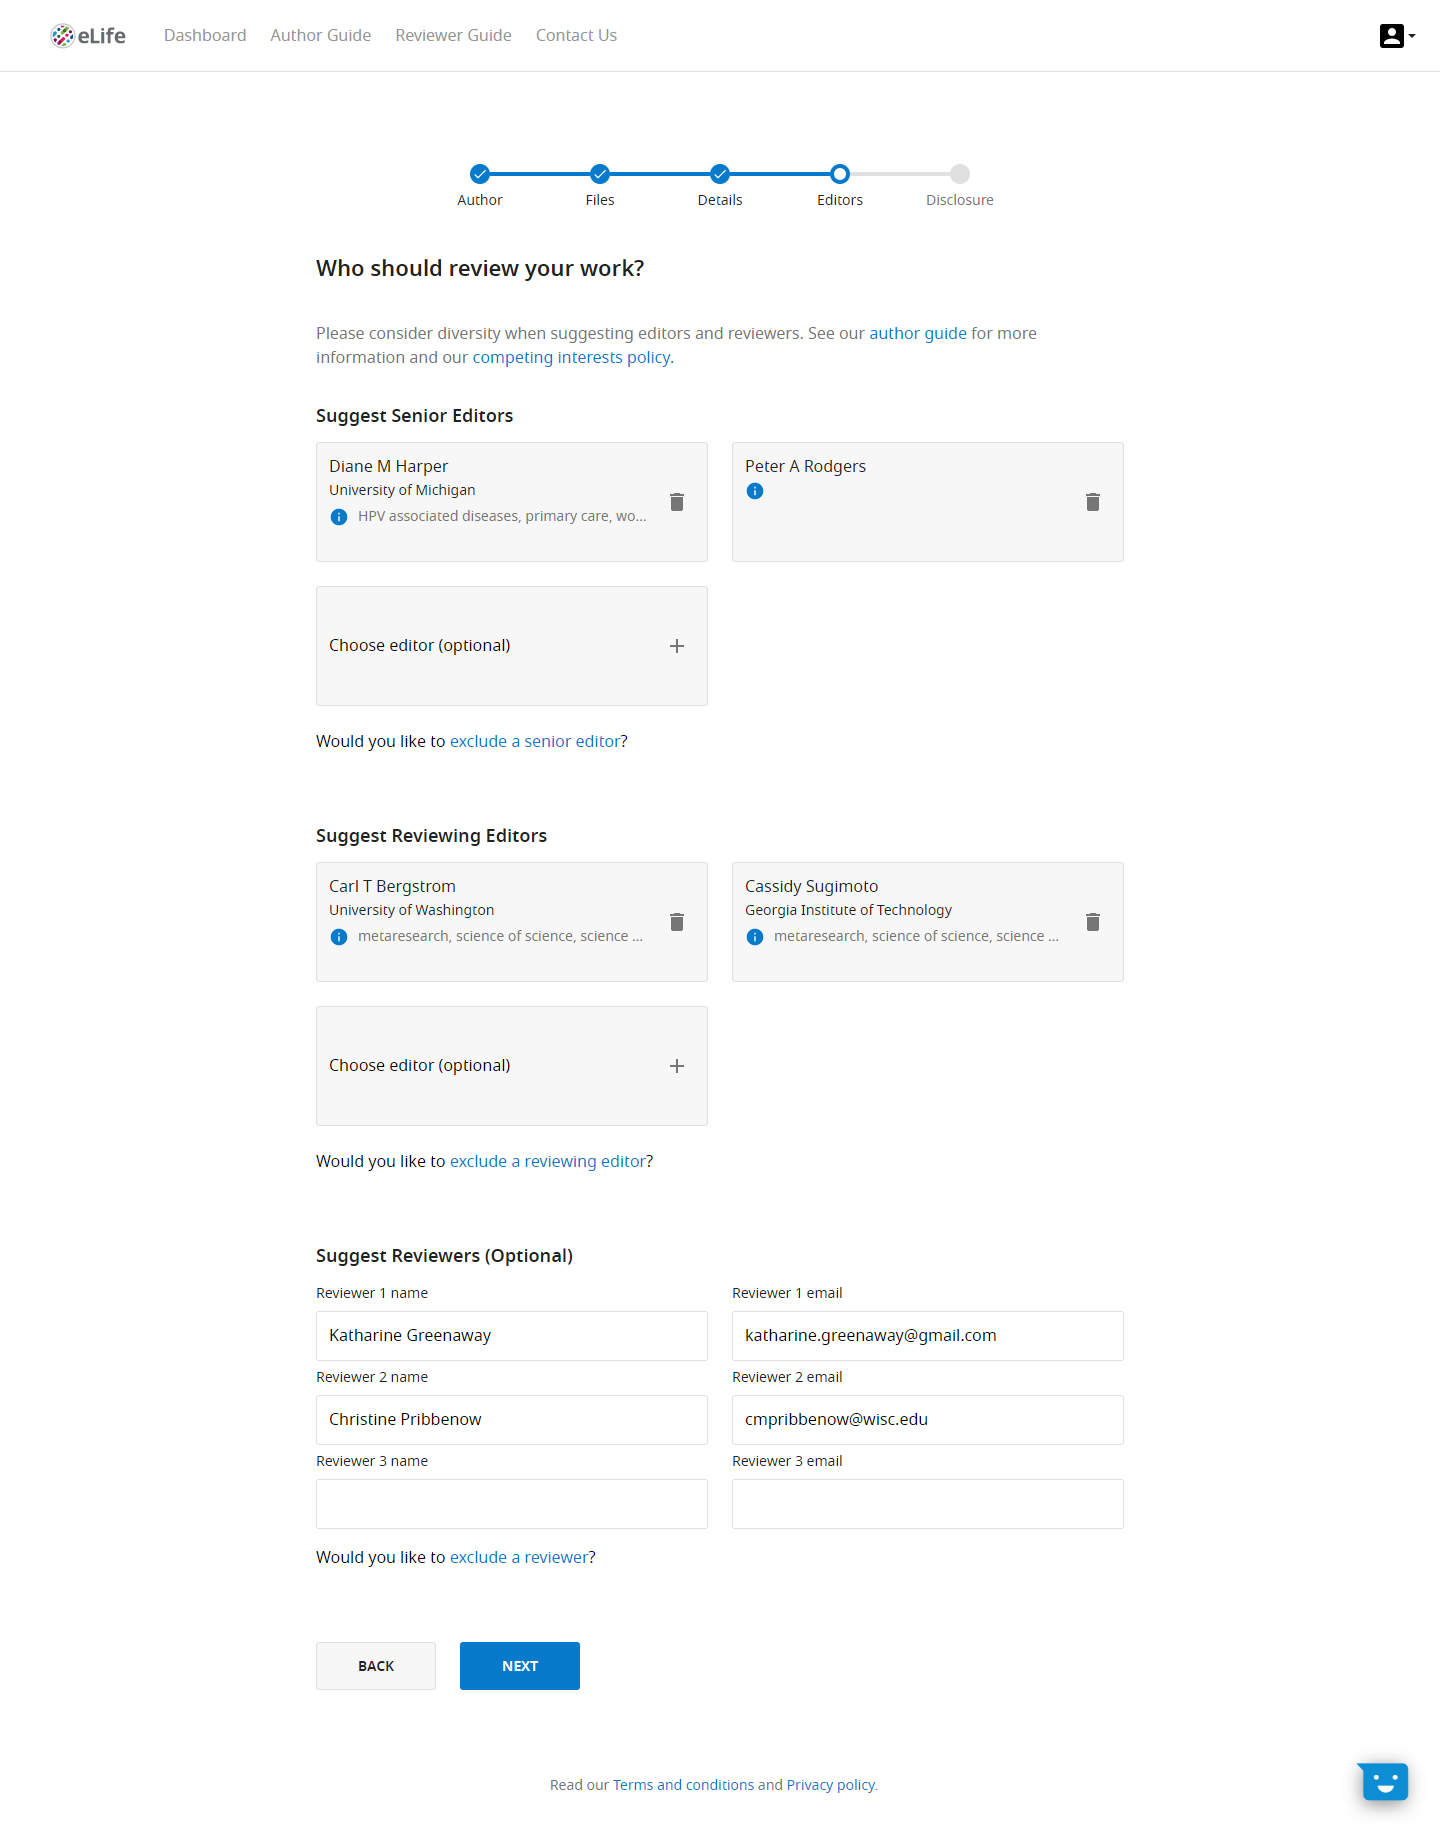 eLife
Dashboard
Author Guide
Reviewer Guide
Contact Us
Author
Files
Details
Editors
Disclosure
Who should review your work?
Please consider diversity when suggesting editors and reviewers. See our author guide for more
information and our competing interests policy.
Suggest Senior Editors
Diane M Harper
University of Michigan
HPV associated diseases, primary care, wo...
Peter A Rodgers
Choose editor (optional)
Would you like to exclude a senior editor?
Suggest Reviewing Editors
Carl T Bergstrom
University of Washington
metaresearch, science of science, science ...
Cassidy Sugimoto
Georgia Institute of Technology
metaresearch, science of science, science ...
Choose editor (optional)
Would you like to exclude a reviewing editor?
Suggest Reviewers (Optional)
Reviewer 1 name
Reviewer 1 email
Katharine Greenaway
katharine.greenaway@gmail.com
Reviewer 2 name
Reviewer 2 email
Christine Pribbenow
cmpribbenow@wisc.edu
Reviewer 3 name
Reviewer 3 email
Would you like to exclude a reviewer?
BACK
NEXT
Read our Terms and conditions and Privacy policy.